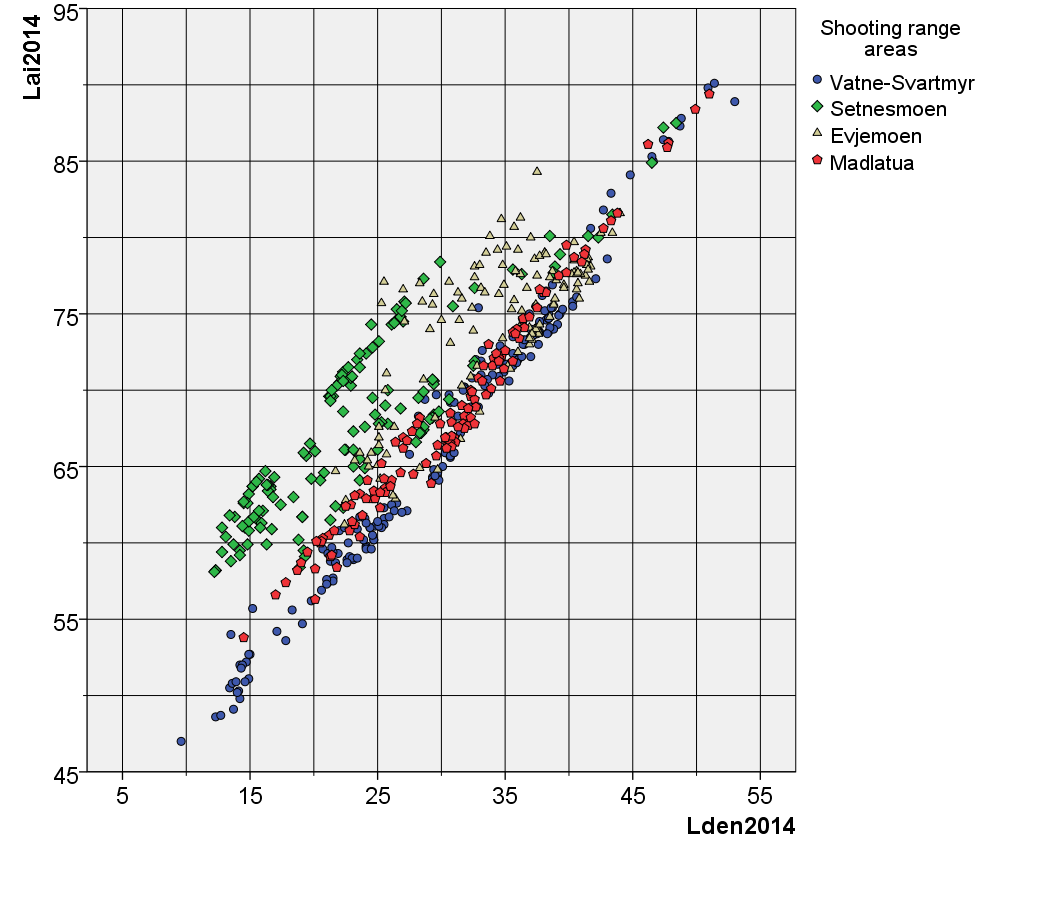 Lai2014
95
85
75
65
55
45
5 15 25 35 45 55
Lden2014
Shooting range
areas
Vatne-Svartmyr
Setnesmoen
Evjemoen
Madlatua